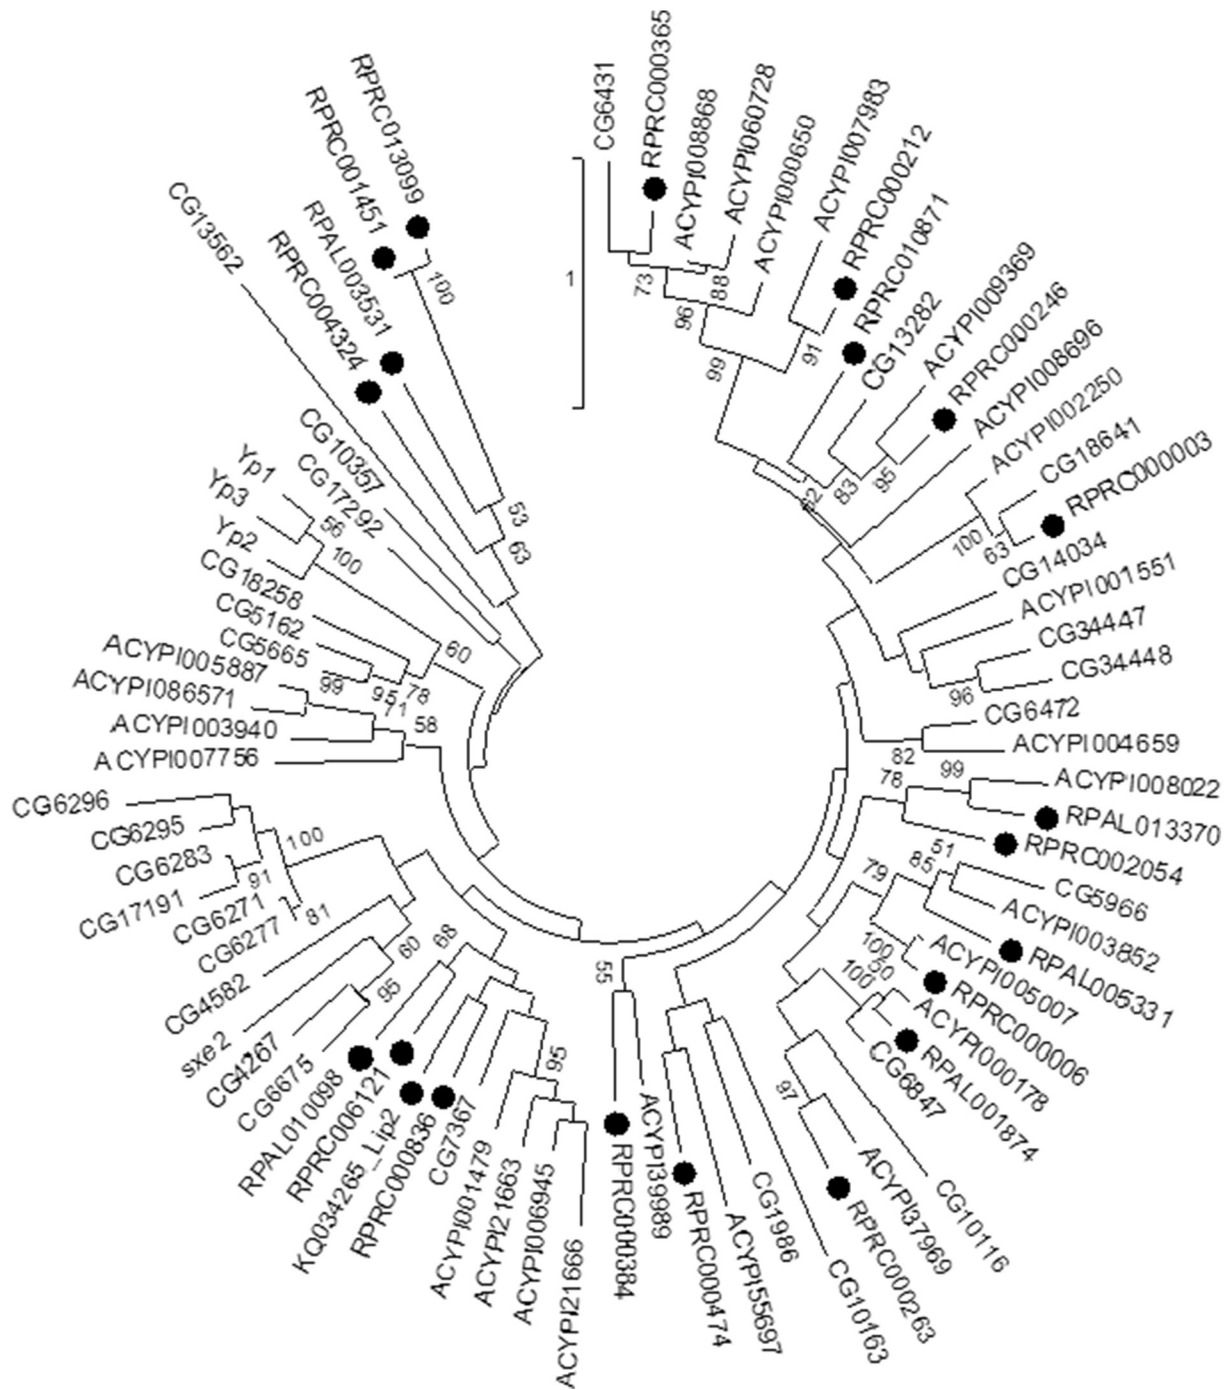 CG6431
RPRC000365
ACYPI008868
ACYPI060728
ACYPI000650
ACYPI007983
RPRC000212
RPRC010871
CG13282
ACYPI009369
RPRC000246
ACYPI008696
ACYPI002250
CG18641
RPRC000003
CG14034
ACYPI001551
CG34447
CG34448
CG6472
ACYPI004659
ACYPI008022
RPAL013370
RPRC002054
CG5966
ACYPI003852
RPAL005331
ACYPI005007
RPRC000006
ACYPI000178
RPAL001874
CG6847
CG10116
ACYPI37969
RPRC000263
CG10163
CG1986
ACYPI55697
RPRC000474
ACYPI39989
RPRC000384
ACYPI21666
ACYPI006945
ACYPI21663
ACYPI001479
CG7367
RPRC000836
KQ034265_Lip2
RPRC006121
RPAL010098
CG6675
CG4267
sxe2
CG4582
CG6277
CG6271
CG17191
CG6283
CG6295
CG6296
ACYPI007756
ACYPI003940
ACYPI086571
ACYPI005887
CG5665
CG5162
CG18258
Yp2
Yp3
Yp1
CG17292
CG10357
CG13562
RPRC004324
RPAL003531
RPRC001451
RPRC013099
1
73
88
96
99
91
62
83
95
100
63
96
82
78
99
51
85
79
100
50
100
97
55
95
68
95
60
81
91
100
58
71
99
95
78
60
100
56
63
53
100